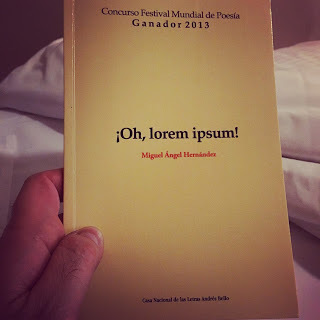 Concurso Festival Mundial de Poesía
Ganador 2013
¡Oh, lorem ipsum!
Miguel Ángel Hernández
Casa Nacional de las Letras Andrés Bello